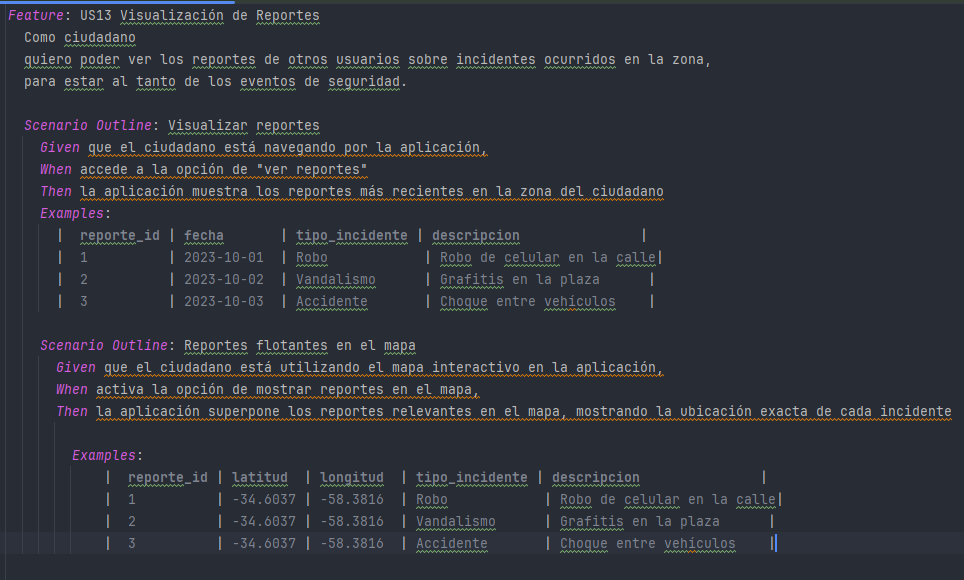 Feature: US13 Visualización de Reportes
Como ciudadano
quiero poder ver los reportes de otros usuarios sobre incidentes ocurridos en la zona,
para estar al tanto de los eventos de seguridad.
Scenario Outline: Visualizar reportes
Given que el ciudadano está navegando por la aplicación,
When accede a la opción de "ver reportes"
Then la aplicación muestra los reportes más recientes en la zona del ciudadano
Examples:
| reporte_id | fecha | tipo_incidente | descripcion |
| 1 | 2023-10-01 | Robo | Robo de celular en la calle|
| 2 | 2023-10-02 | Vandalismo | Grafitis en la plaza |
| 3 | 2023-10-03 | Accidente | Choque entre vehículos |
Scenario Outline: Reportes flotantes en el mapa
Given que el ciudadano está utilizando el mapa interactivo en la aplicación,
When activa la opción de mostrar reportes en el mapa,
Then la aplicación superpone los reportes relevantes en el mapa, mostrando la ubicación exacta de cada incidente
Examples:
| reporte_id | latitud | longitud | tipo_incidente | descripcion |
| 1 | -34.6037 | -58.3816 | Robo | Robo de celular en la calle|
| 2 | -34.6037 | -58.3816 | Vandalismo | Grafitis en la plaza |
| 3 | -34.6037 | -58.3816 | Accidente | Choque entre vehículos |